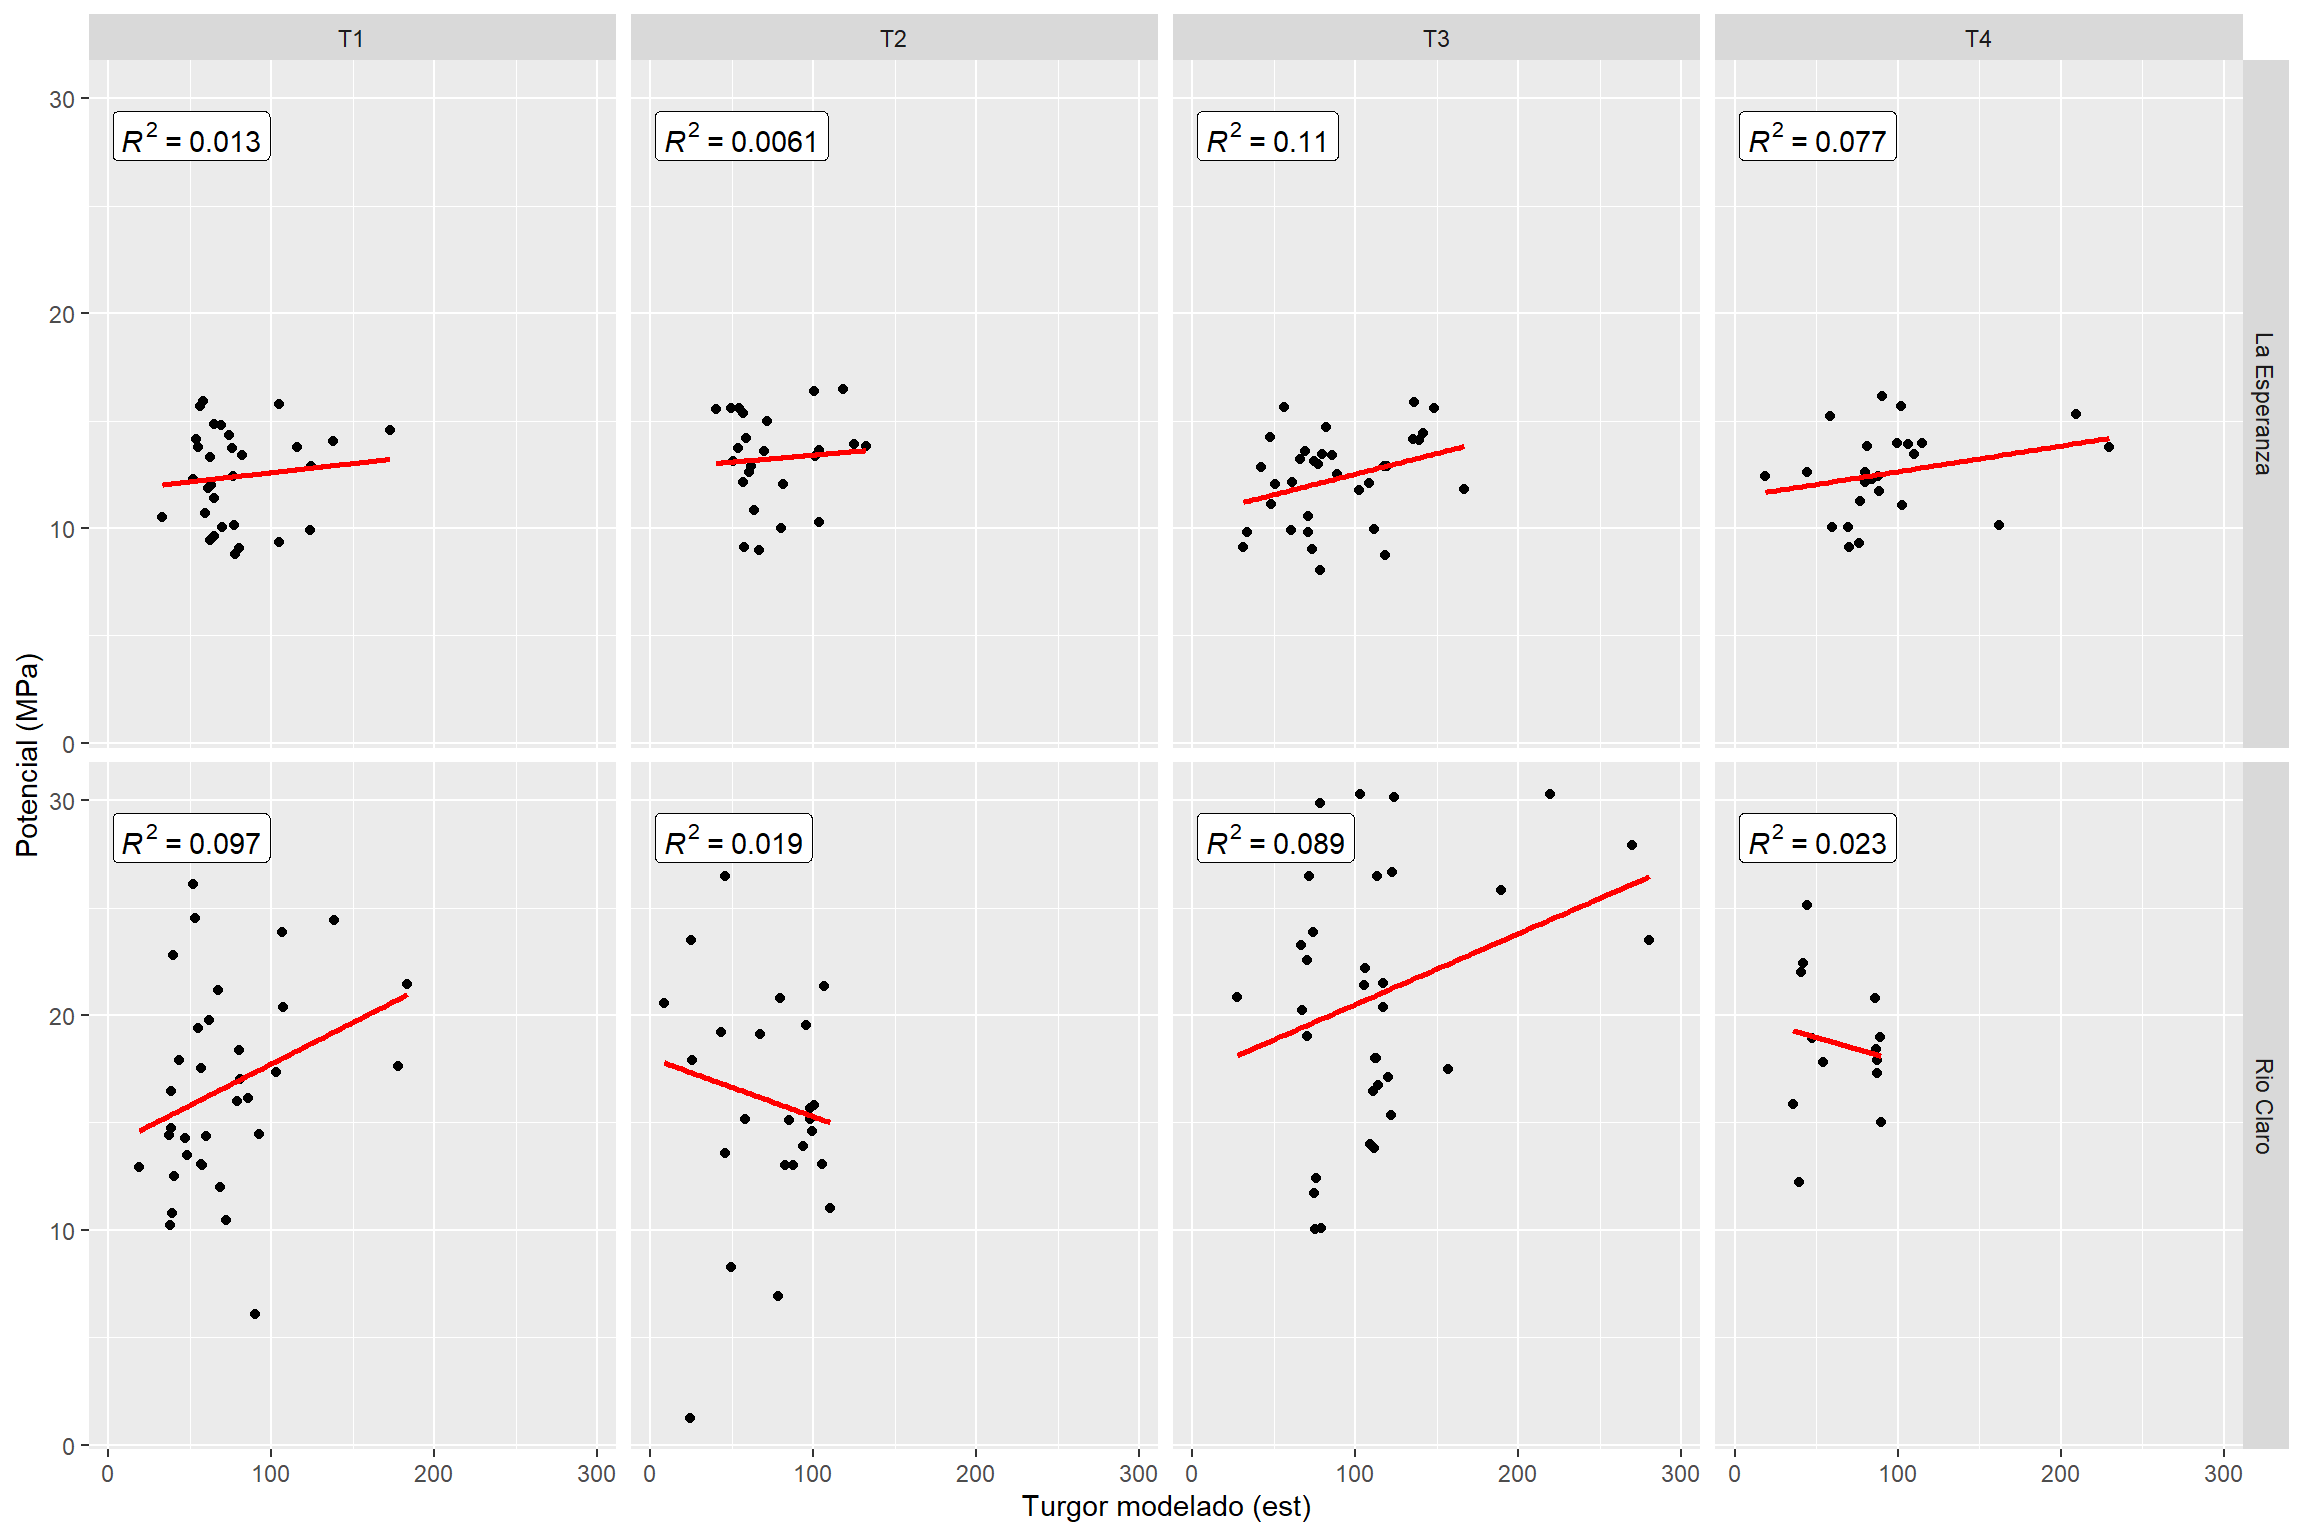 T1 T2 T3 T4
30 R² = 0.013 R² = 0.0061 R² = 0.11 R² = 0.077
20
La Esperanza
10
0
Potencial (MPa)
30 R² = 0.097 R² = 0.019 R² = 0.089 R² = 0.023
20
Rio Claro
10
0
0 100 200 300 0 100 200 300 0 100 200 300 0 100 200 300
Turgor modelado (est)